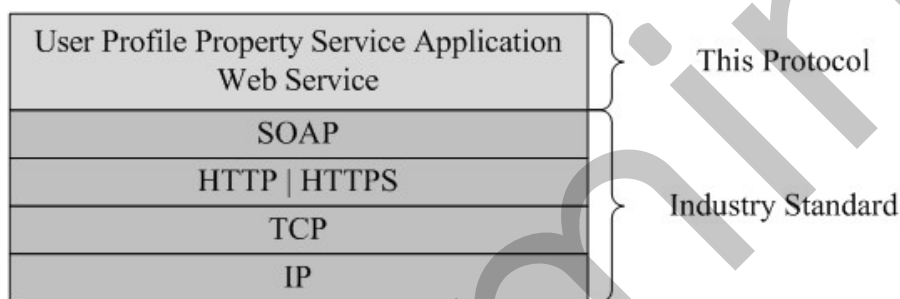 User Profile Property Service Application
Web Service
This Protocol
SOAP
HTTP | HTTPS
TCP
IP
Industry Standard